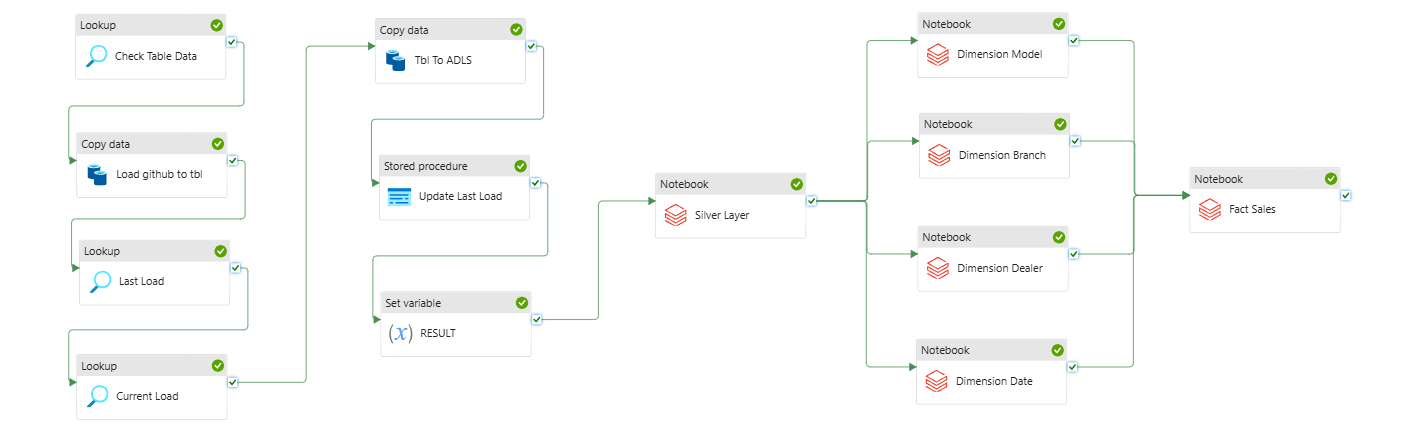 Lookup
Check Table Data
Copy data
Load github to tbl
Lookup
Last Load
Lookup
Current Load
Copy data
Tbl To ADLS
Stored procedure
Update Last Load
Set variable
(x) RESULT
Notebook
Silver Layer
Notebook
Dimension Model
Notebook
Dimension Branch
Notebook
Dimension Dealer
Notebook
Dimension Date
Notebook
Fact Sales